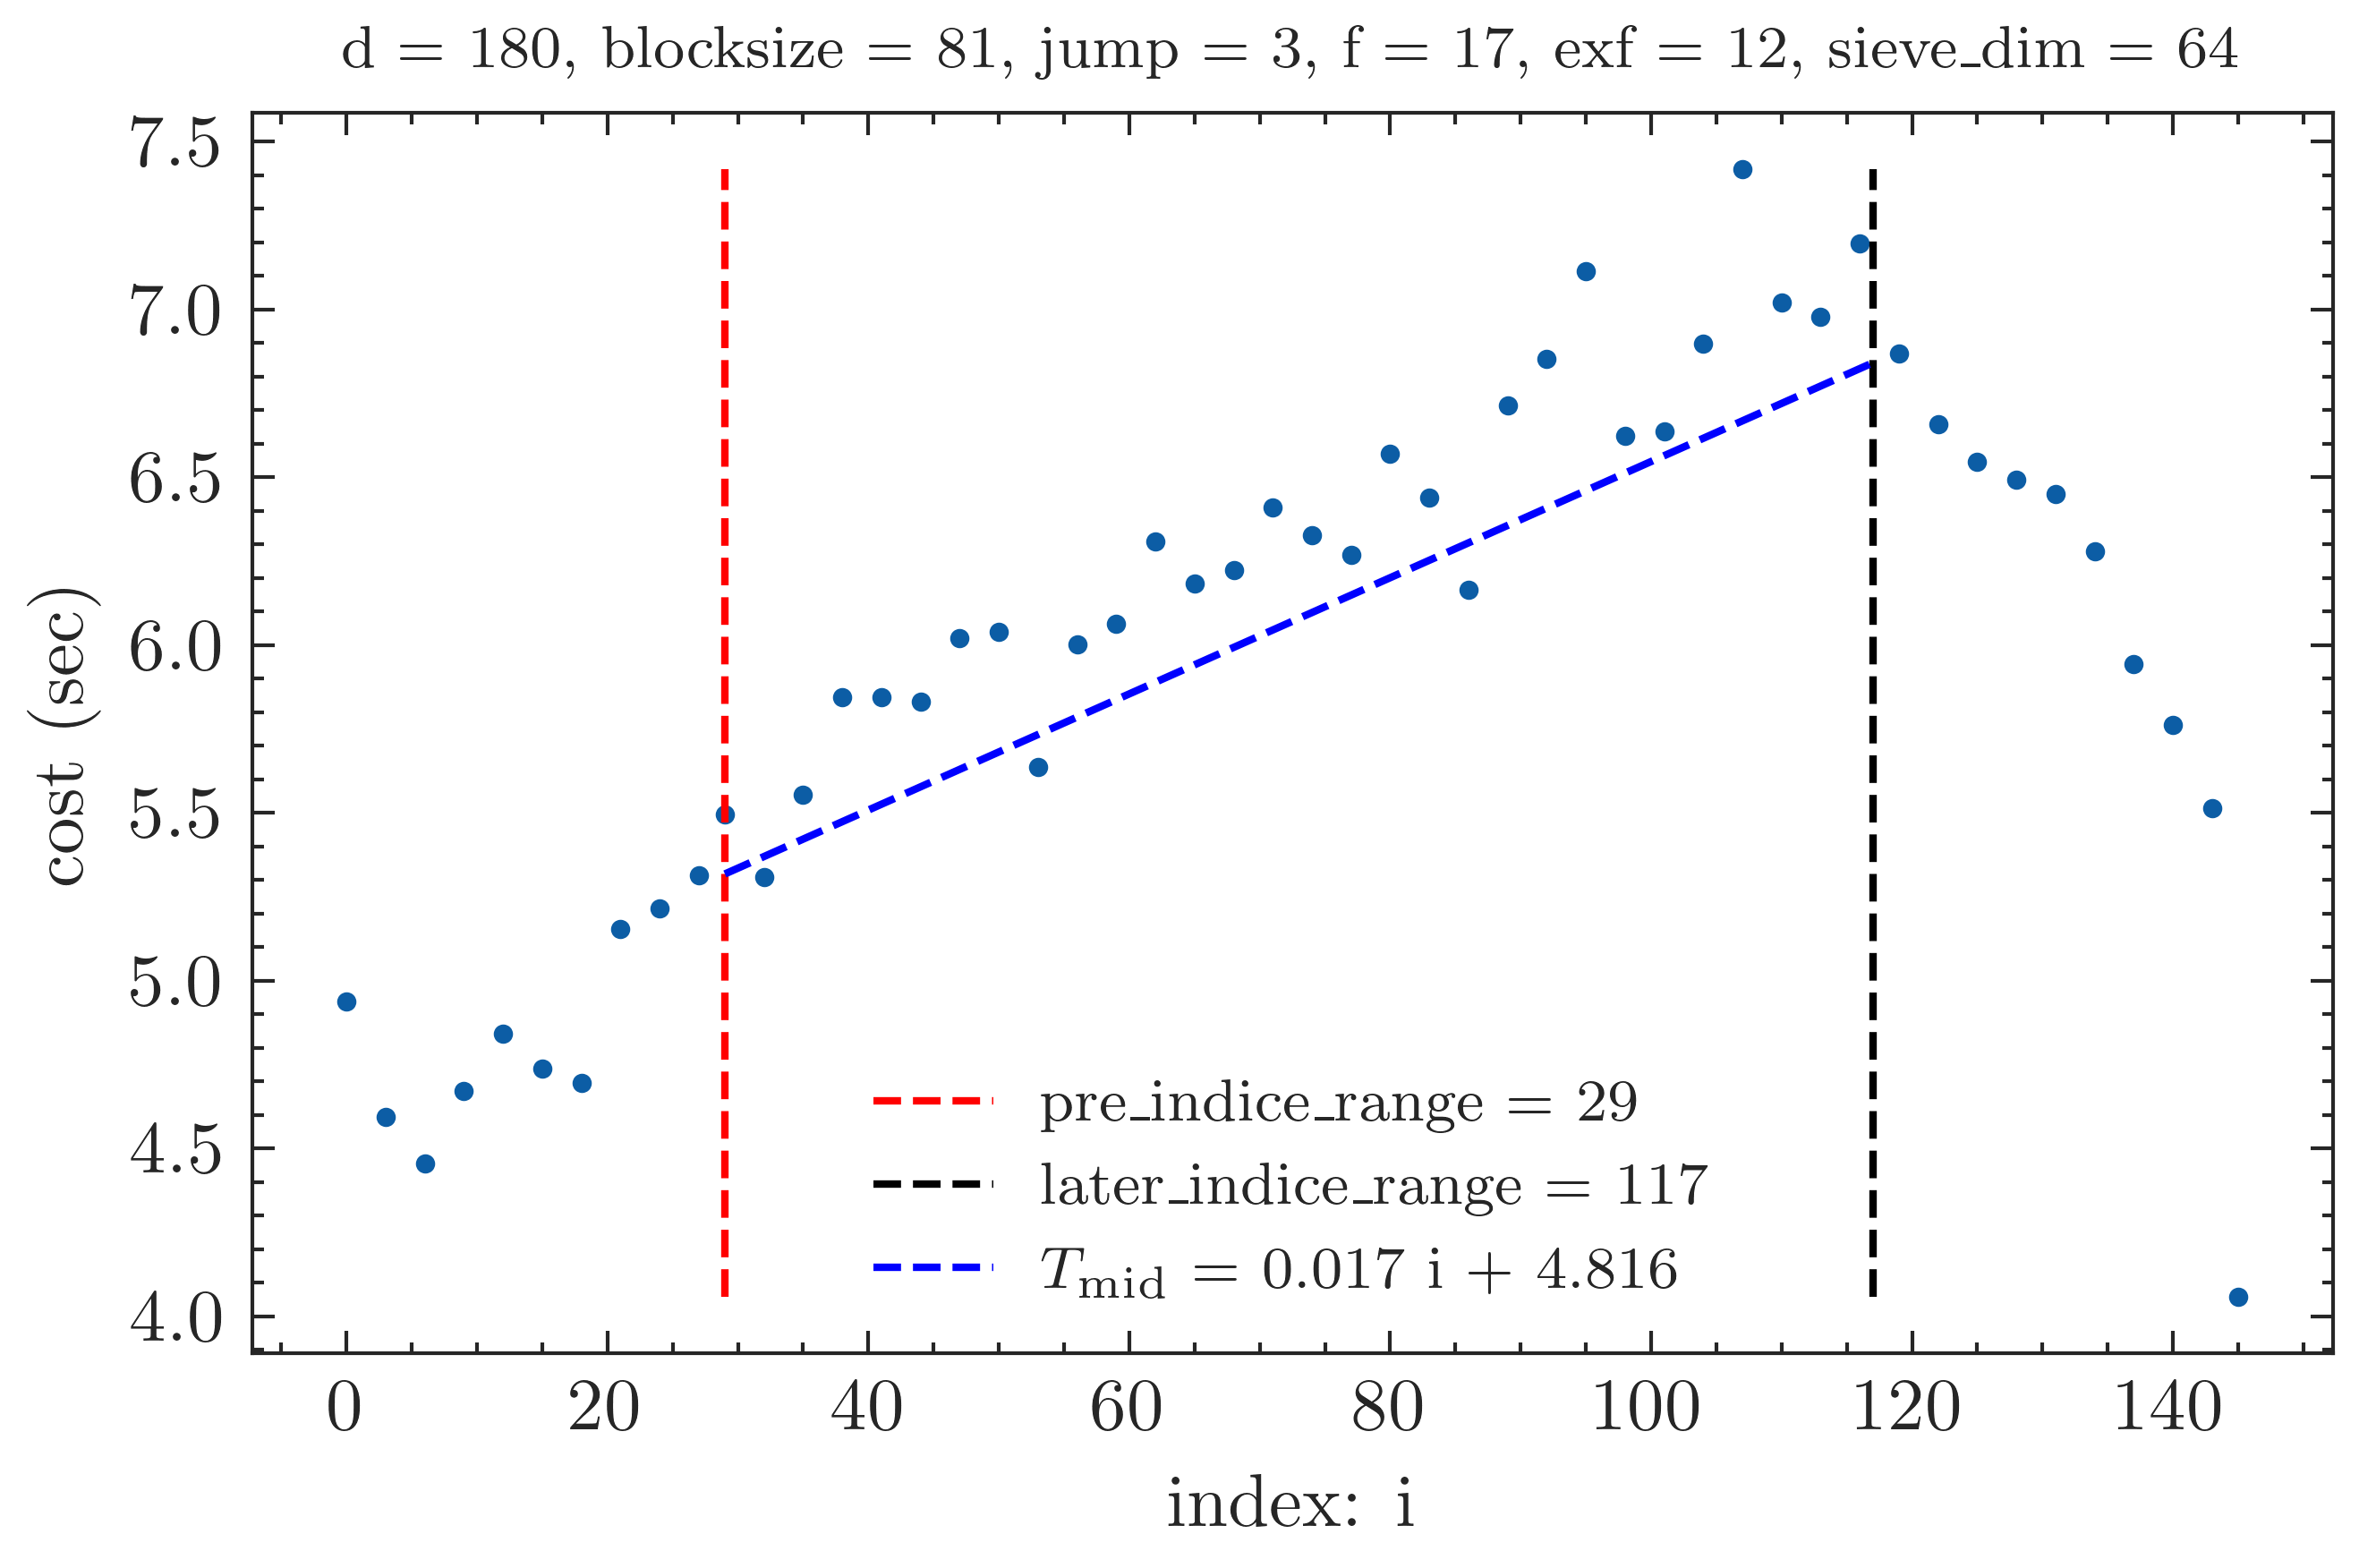 d = 180, blocksize = 81, jump = 3, f = 17, exf = 12, sieve_dim = 64
7.5
7.0
6.5
6.0
5.5
5.0
4.5
4.0
cost (sec)
pre_indice_range = 29
later_indice_range = 117
T_mid = 0.017 i + 4.816
0 20 40 60 80 100 120 140
index: i